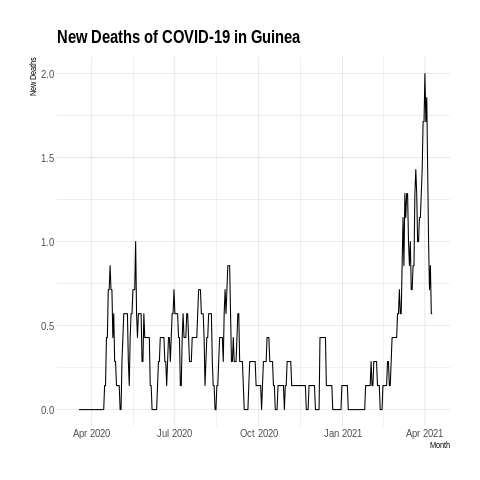 New Deaths of COVID-19 in Guinea
New Deaths
2.0
1.5
1.0
0.5
0.0
Apr 2020 Jul 2020 Oct 2020 Jan 2021 Apr 2021
Month